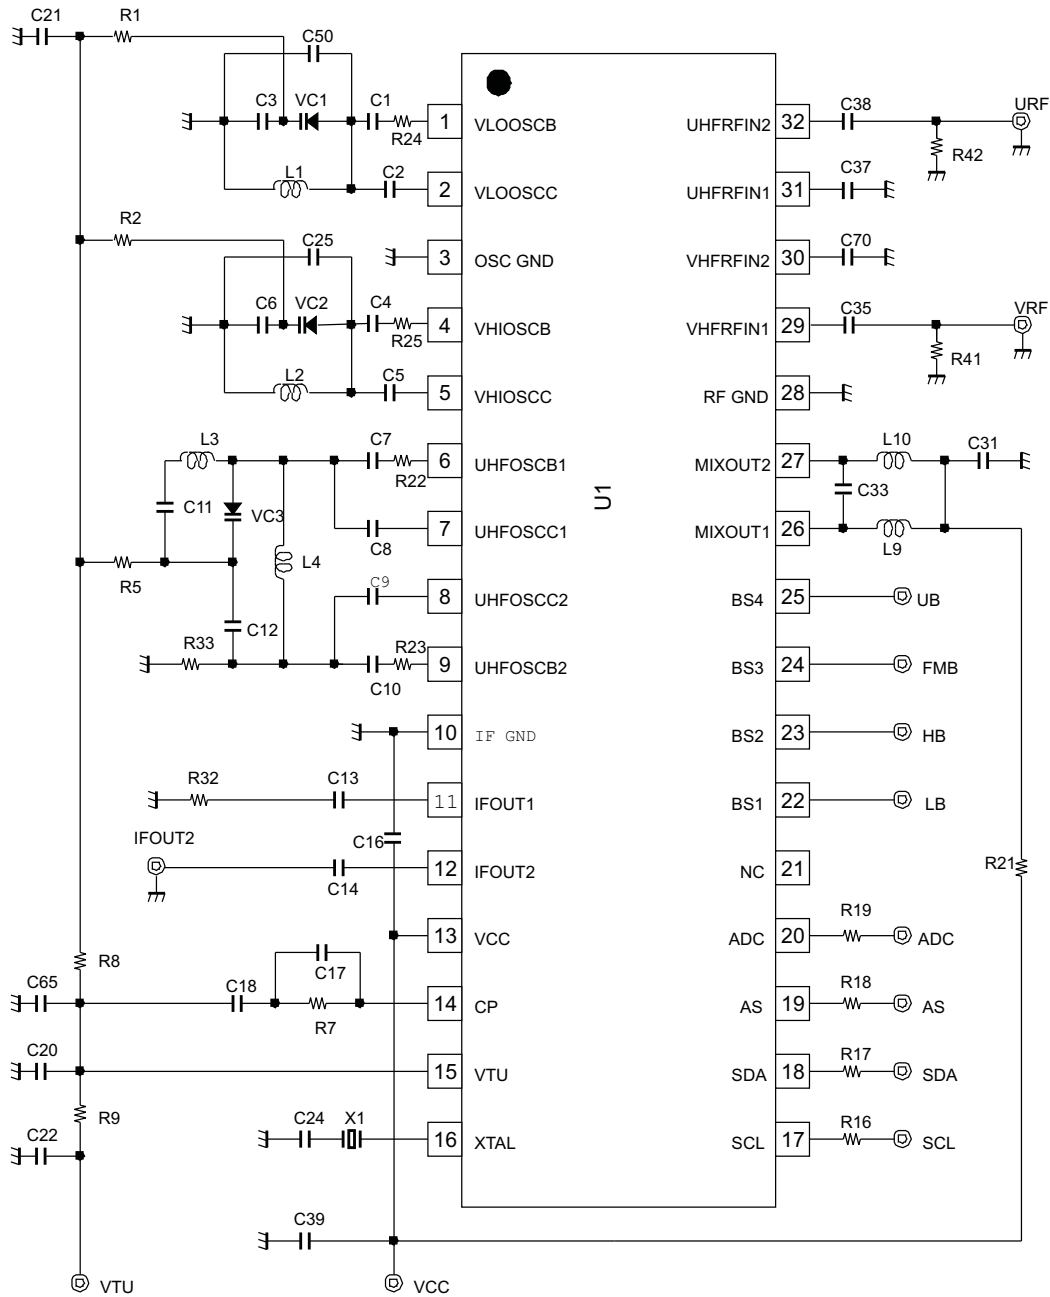 C21
R1
C50
C3
VC1
C1
R24
1
VLOOSCB
UHFRFIN2
32
C38
URF
R42
L1
C2
2
VLOOSCC
UHFRFIN1
31
C37
R2
C25
3
OSC GND
VHFRFIN2
30
C70
C6
VC2
C4
R25
4
VHIOSCB
VHFRFIN1
29
C35
VRF
R41
L2
C5
5
VHIOSCC
RF GND
28
L3
C7
R22
6
UHFOSCB1
MIXOUT2
27
L10
C31
C11
VC3
C33
U1
C8
7
UHFOSCC1
MIXOUT1
26
L9
R5
L4
C9
8
UHFOSCC2
BS4
25
UB
C12
R33
R23
C10
9
UHFOSCB2
BS3
24
FMB
10
IF GND
BS2
23
HB
R32
C13
11
IFOUT1
BS1
22
LB
IFOUT2
C16
C14
12
IFOUT2
NC
21
R21
R8
C17
13
VCC
ADC
20
R19
ADC
C65
C18
R7
14
CP
AS
19
R18
AS
C20
15
VTU
SDA
18
R17
SDA
R9
C22
C24
X1
16
XTAL
SCL
17
R16
SCL
C39
VTU
VCC